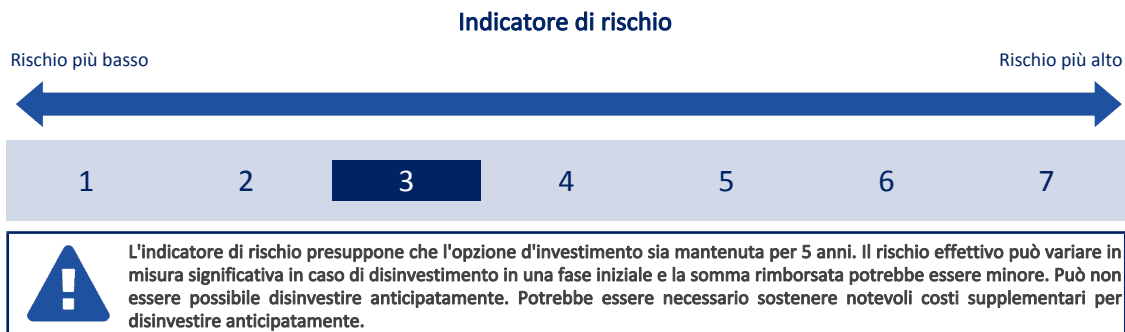 Indicatore di rischio
Rischio più basso
Rischio più alto
1 2 3 4 5 6 7
L'indicatore di rischio presuppone che l'opzione d'investimento sia mantenuta per 5 anni. Il rischio effettivo può variare in
misura significativa in caso di disinvestimento in una fase iniziale e la somma rimborsata potrebbe essere minore. Può non
essere possibile disinvestire anticipatamente. Potrebbe essere necessario sostenere notevoli costi supplementari per
disinvestire anticipatamente.